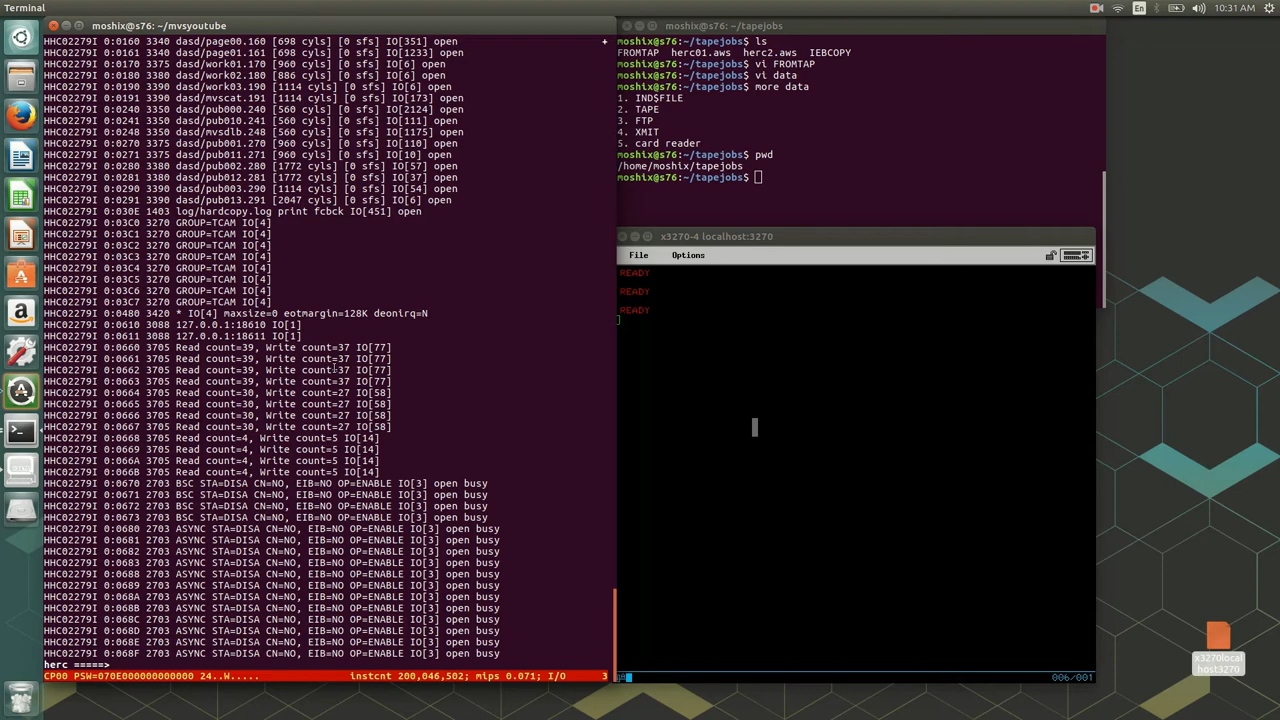 Terminal
En
10:31 AM
moshix@s76: ~/mvsyoutube
HHC02279I 0:0160 3340 dasd/page00.160 [698 cyls] [0 sfs] IO[351] open
HHC02279I 0:0161 3350 dasd/page01.161 [563 cyls] [0 sfs] IO[1233] open
HHC02279I 0:0170 3375 dasd/work01.170 [960 cyls] [0 sfs] IO[6] open
HHC02279I 0:0180 3380 dasd/work02.180 [886 cyls] [0 sfs] IO[6] open
HHC02279I 0:0190 3390 dasd/work03.190 [1114 cyls] [0 sfs] IO[6] open
HHC02279I 0:0191 3390 dasd/mvscat.191 [1114 cyls] [0 sfs] IO[173] open
HHC02279I 0:0240 3350 dasd/pub000.240 [560 cyls] [0 sfs] IO[2124] open
HHC02279I 0:0241 3350 dasd/pub010.241 [560 cyls] [0 sfs] IO[111] open
HHC02279I 0:0248 3350 dasd/mvsdlb.248 [560 cyls] [0 sfs] IO[1175] open
HHC02279I 0:0270 3375 dasd/pub001.270 [960 cyls] [0 sfs] IO[110] open
HHC02279I 0:0271 3375 dasd/pub011.271 [960 cyls] [0 sfs] IO[10] open
HHC02279I 0:0280 3380 dasd/pub002.280 [1772 cyls] [0 sfs] IO[54] open
HHC02279I 0:0281 3380 dasd/pub012.281 [1772 cyls] [0 sfs] IO[37] open
HHC02279I 0:0290 3390 dasd/pub003.290 [1114 cyls] [0 sfs] IO[54] open
HHC02279I 0:0291 3390 dasd/pub013.291 [2047 cyls] [0 sfs] IO[6] open
HHC02279I 0:030E 1403 log/hardcopy.log print fcbck IO[451] open
HHC02279I 0:03C0 3270 GROUP=TCAM IO[4]
HHC02279I 0:03C1 3270 GROUP=TCAM IO[4]
HHC02279I 0:03C2 3270 GROUP=TCAM IO[4]
HHC02279I 0:03C3 3270 GROUP=TCAM IO[4]
HHC02279I 0:03C4 3270 GROUP=TCAM IO[4]
HHC02279I 0:03C5 3270 GROUP=TCAM IO[4]
HHC02279I 0:03C6 3270 GROUP=TCAM IO[4]
HHC02279I 0:03C7 3270 GROUP=TCAM IO[4]
HHC02279I 0:0480 3420 * IO[4] maxsize=0 eotmargin=128K deonirq=N
HHC02279I 0:0610 3088 127.0.0.1:18610 IO[1]
HHC02279I 0:0611 3088 127.0.0.1:18611 IO[1]
HHC02279I 0:0660 3705 Read count=39, Write count=37 IO[77]
HHC02279I 0:0661 3705 Read count=39, Write count=37 IO[77]
HHC02279I 0:0662 3705 Read count=39, Write count=37 IO[77]
HHC02279I 0:0663 3705 Read count=39, Write count=37 IO[77]
HHC02279I 0:0664 3705 Read count=30, Write count=27 IO[58]
HHC02279I 0:0665 3705 Read count=30, Write count=27 IO[58]
HHC02279I 0:0666 3705 Read count=30, Write count=27 IO[58]
HHC02279I 0:0667 3705 Read count=30, Write count=27 IO[58]
HHC02279I 0:0668 3705 Read count=4, Write count=5 IO[14]
HHC02279I 0:0669 3705 Read count=4, Write count=5 IO[14]
HHC02279I 0:066A 3705 Read count=4, Write count=5 IO[14]
HHC02279I 0:066B 3705 Read count=4, Write count=5 IO[14]
HHC02279I 0:0670 2703 BSC STA=DISA CN=NO, EIB=NO OP=ENABLE IO[3] open busy
HHC02279I 0:0671 2703 BSC STA=DISA CN=NO, EIB=NO OP=ENABLE IO[3] open busy
HHC02279I 0:0672 2703 BSC STA=DISA CN=NO, EIB=NO OP=ENABLE IO[3] open busy
HHC02279I 0:0673 2703 BSC STA=DISA CN=NO, EIB=NO OP=ENABLE IO[3] open busy
HHC02279I 0:0680 2703 ASYNC STA=DISA CN=NO, EIB=NO OP=ENABLE IO[3] open busy
HHC02279I 0:0681 2703 ASYNC STA=DISA CN=NO, EIB=NO OP=ENABLE IO[3] open busy
HHC02279I 0:0682 2703 ASYNC STA=DISA CN=NO, EIB=NO OP=ENABLE IO[3] open busy
HHC02279I 0:0683 2703 ASYNC STA=DISA CN=NO, EIB=NO OP=ENABLE IO[3] open busy
HHC02279I 0:0688 2703 ASYNC STA=DISA CN=NO, EIB=NO OP=ENABLE IO[3] open busy
HHC02279I 0:0689 2703 ASYNC STA=DISA CN=NO, EIB=NO OP=ENABLE IO[3] open busy
HHC02279I 0:068A 2703 ASYNC STA=DISA CN=NO, EIB=NO OP=ENABLE IO[3] open busy
HHC02279I 0:068B 2703 ASYNC STA=DISA CN=NO, EIB=NO OP=ENABLE IO[3] open busy
HHC02279I 0:068C 2703 ASYNC STA=DISA CN=NO, EIB=NO OP=ENABLE IO[3] open busy
HHC02279I 0:068D 2703 ASYNC STA=DISA CN=NO, EIB=NO OP=ENABLE IO[3] open busy
HHC02279I 0:068E 2703 ASYNC STA=DISA CN=NO, EIB=NO OP=ENABLE IO[3] open busy
HHC02279I 0:068F 2703 ASYNC STA=DISA CN=NO, EIB=NO OP=ENABLE IO[3] open busy
herc =====>
CP00 PSW=070E000000000000 24..W..... instcnt 200,046,502; mips 0.071; I/O 3
moshix@s76: ~/tapejobs
moshix@s76:~/tapejobs$ ls
FROMTAP herc01.aws herc2.aws IEBCOPY
moshix@s76:~/tapejobs$ vi FROMTAP
moshix@s76:~/tapejobs$ vi data
moshix@s76:~/tapejobs$ more data
1. IND$FILE
2. TAPE
3. FTP
4. XMIT
5. card reader
moshix@s76:~/tapejobs$ pwd
/home/moshix/tapejobs
moshix@s76:~/tapejobs$
x3270-4 localhost:3270
File Options
READY
READY
READY
006/001
x3270local
host3270